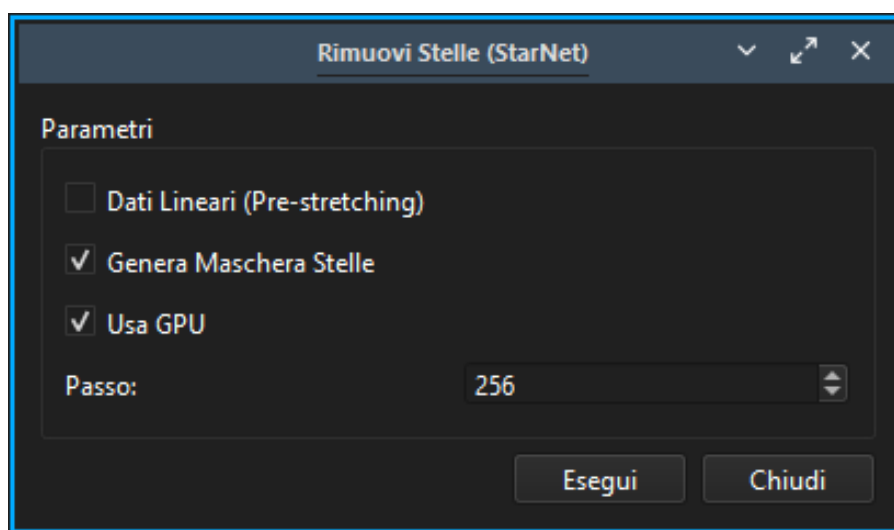 Rimuovi Stelle (StarNet)
Parametri
Dati Lineari (Pre-stretching)
Genera Maschera Stelle
Usa GPU
Passo: 256
Esegui Chiudi